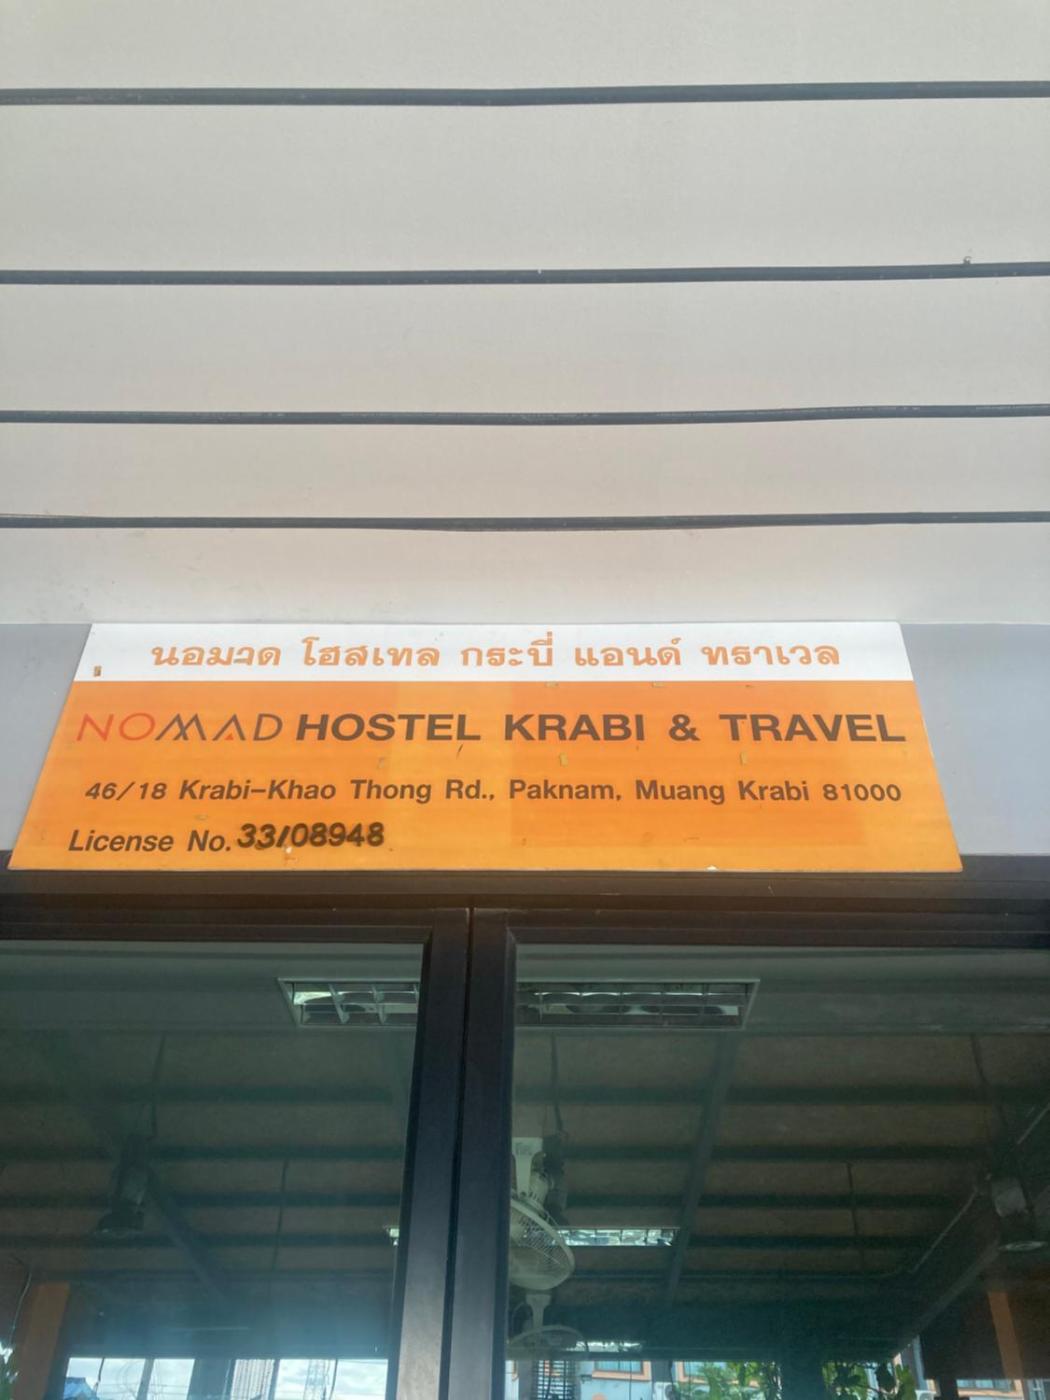 นอมาด โฮสเทล กระบี่ แอนด์ ทราเวล
NOMAD HOSTEL KRABI & TRAVEL
46/18 Krabi-Khao Thong Rd., Paknam, Muang Krabi 81000
License No. 33/08948